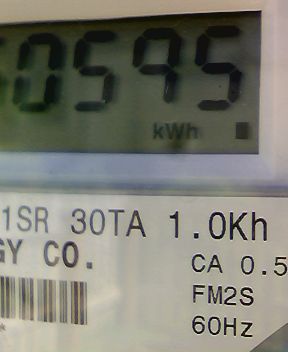 0595
kWh
1SR 30TA 1.0Kh
GY CO.
CA 0.5
FM2S
60Hz